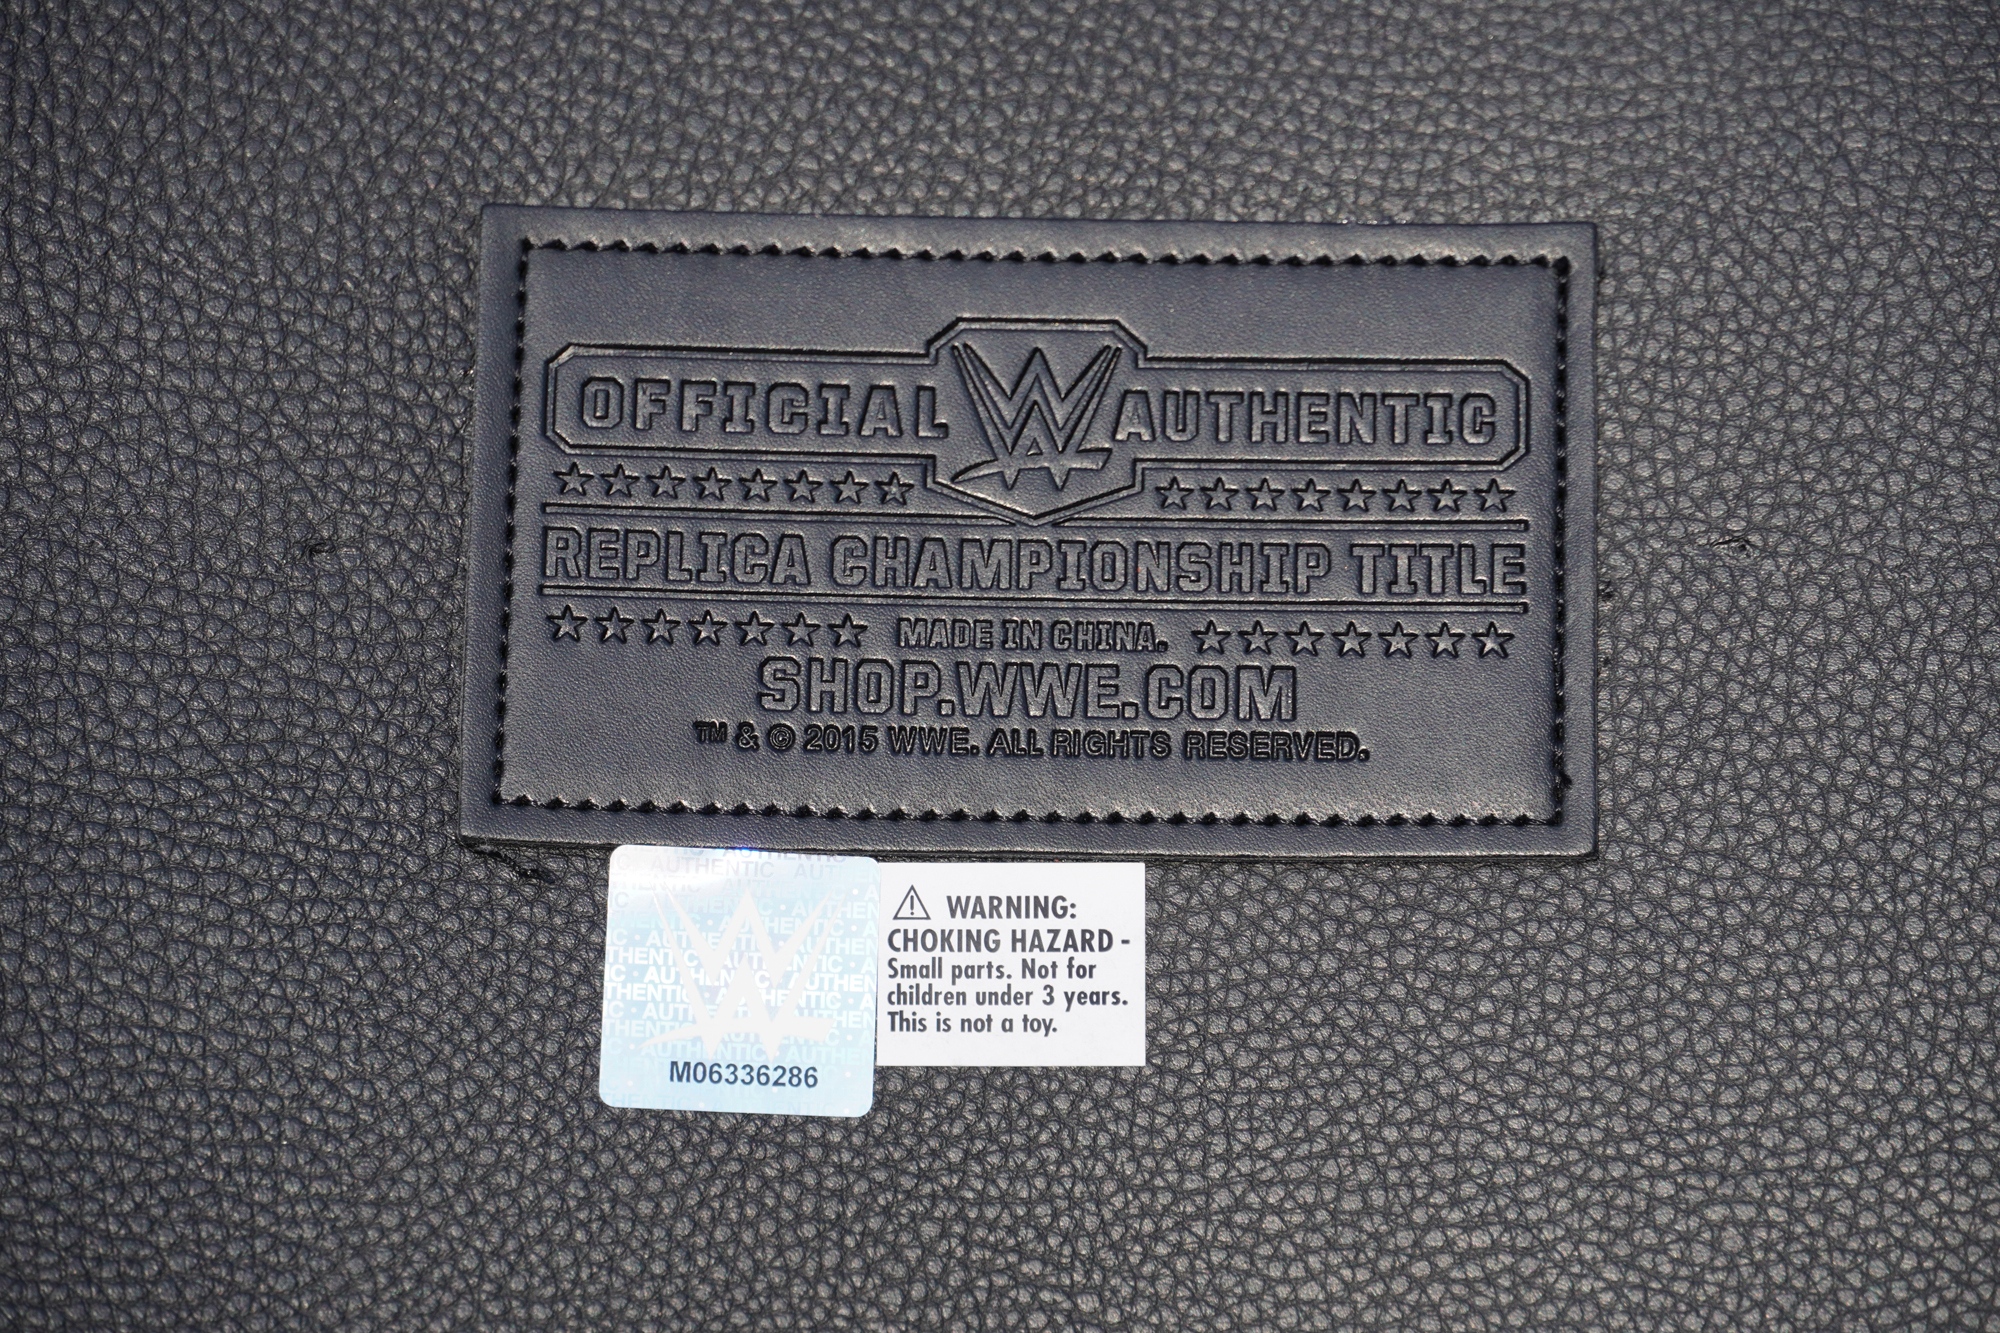 OFFICIAL W AUTHENTIC
REPLICA CHAMPIONSHIP TITLE
MADE IN CHINA.
SHOP.WWE.COM
™ & © 2015 WWE. ALL RIGHTS RESERVED.
⚠ WARNING:
CHOKING HAZARD -
Small parts. Not for
children under 3 years.
This is not a toy.
AUTHENTIC
M06336286